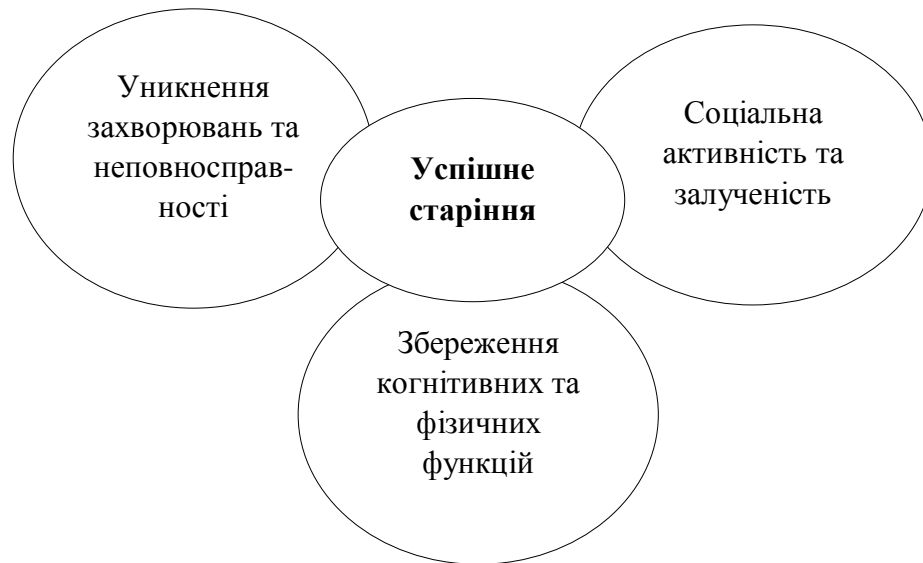 Уникнення
захворювань та
неповносправ-
ності
Успішне
старіння
Соціальна
активність та
залученість
Збереження
когнітивних та
фізичних
функцій